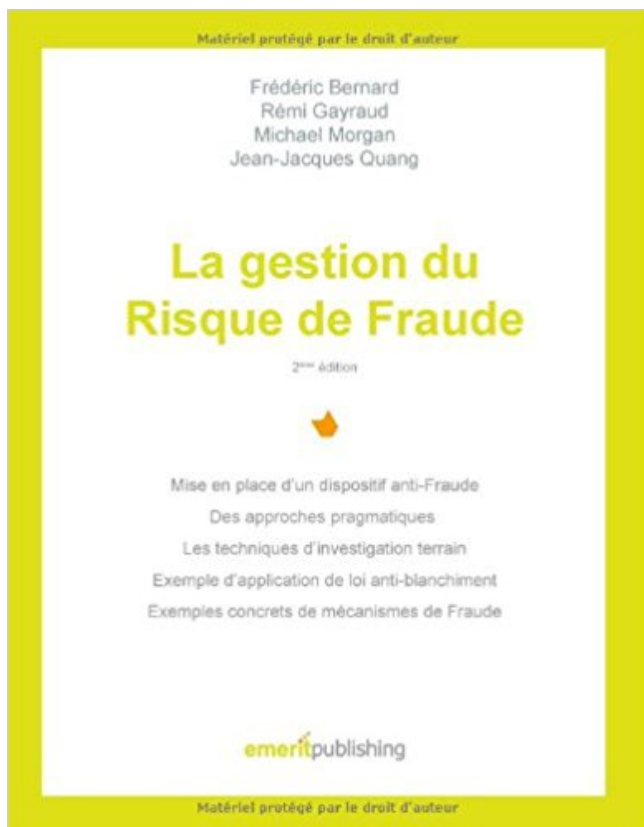 Matériel protégé par le droit d'auteur
Frédéric Bernard
Rémi Gayraud
Michael Morgan
Jean-Jacques Quang
La gestion du
Risque de Fraude
2ème édition
Mise en place d'un dispositif anti-Fraude
Des approches pragmatiques
Les techniques d'investigation terrain
Exemple d'application de loi anti-blanchiment
Exemples concrets de mécanismes de Fraude
emeritpublishing
Matériel protégé par le droit d'auteur